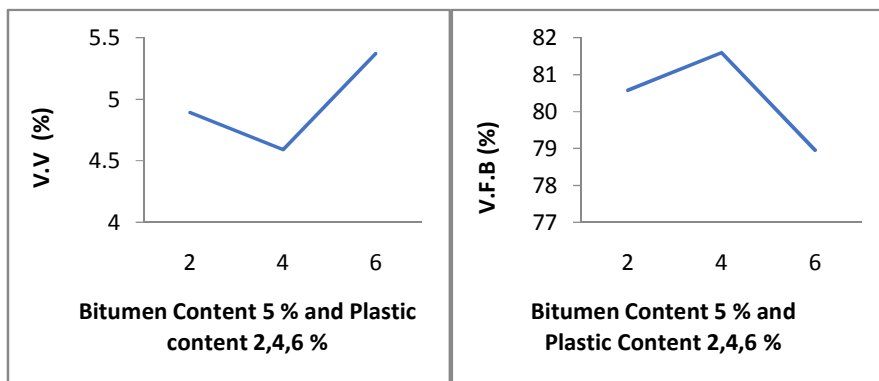 V.V (%)
5.5
5
4.5
4
2 4 6
Bitumen Content 5 % and Plastic
content 2,4,6 %
V.F.B (%)
82
81
80
79
78
77
2 4 6
Bitumen Content 5 % and
Plastic Content 2,4,6 %